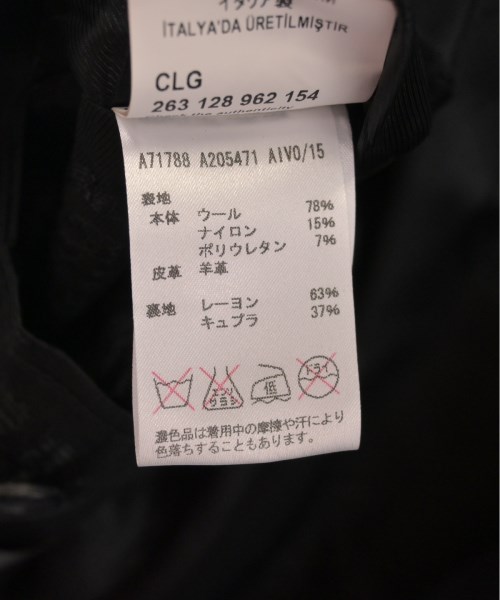 イタリア製
İTALYA'DA ÜRETİLMİŞTİR
CLG
263 128 962 154
the authenticity
A71788 A205471 AIVO/15
表地
本体 ウール 78%
ナイロン 15%
ポリウレタン 7%
皮革 羊革
裏地 レーヨン 63%
キュプラ 37%
エンソサラシ 低 ドライ
濃色品は着用中の摩擦や汗により
色落ちすることもあります。